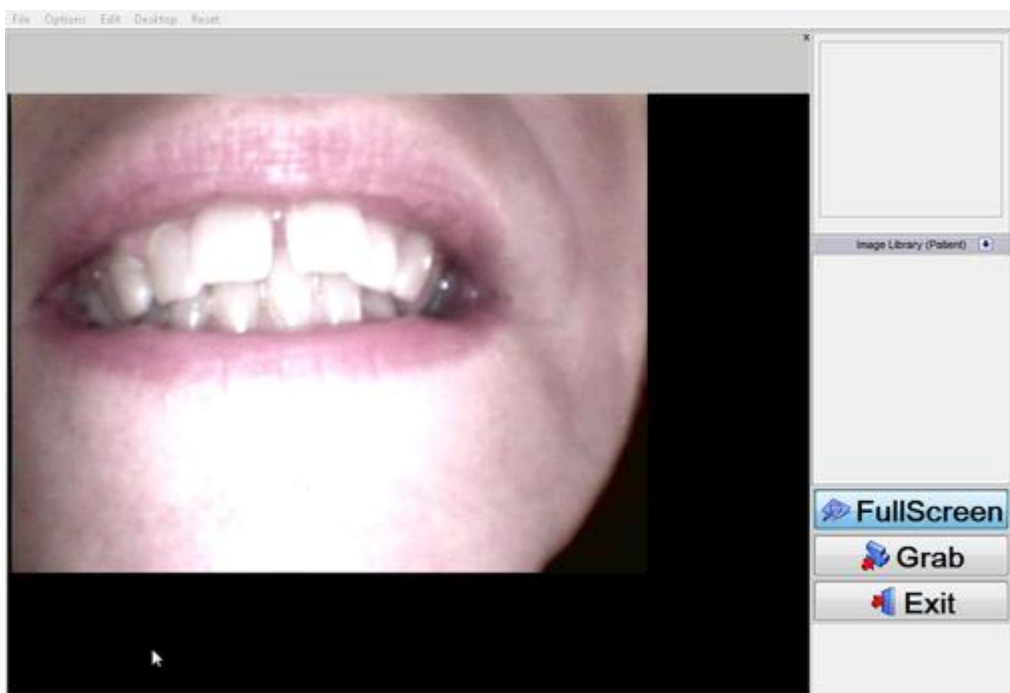 File Options Edit Desktop Reset
x
Image Library (Patient)
FullScreen
Grab
Exit